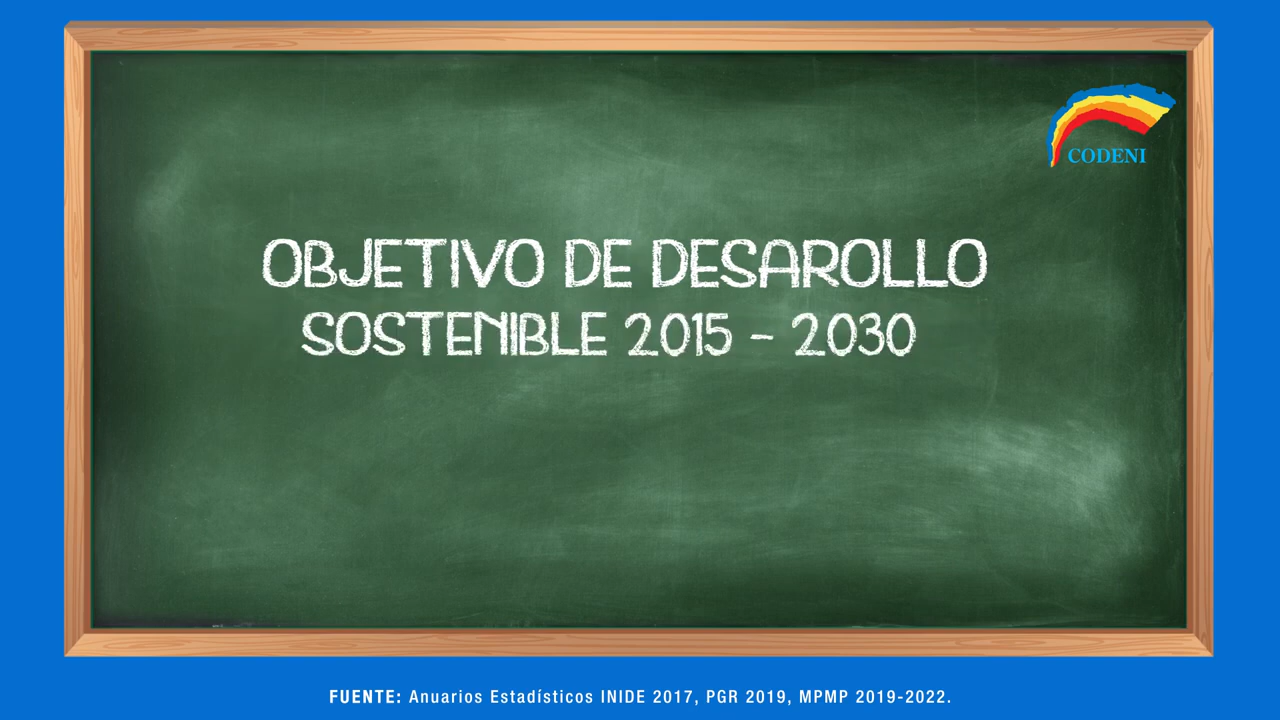 CODENI
OBJETIVO DE DESAROLLO
SOSTENIBLE 2015 - 2030
FUENTE: Anuarios Estadísticos INIDE 2017, PGR 2019, MPMP 2019-2022.